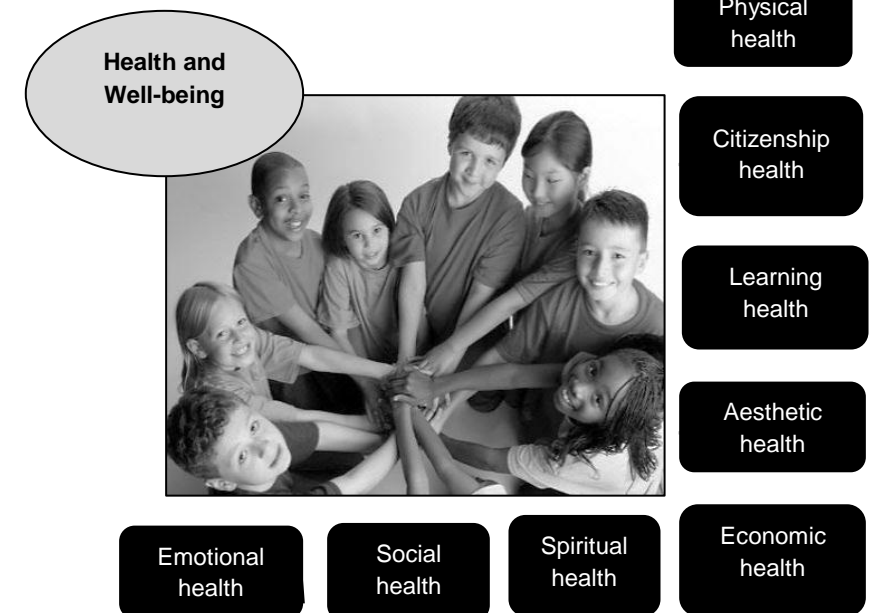 Physical
health
Health and
Well-being
Citizenship
health
Learning
health
Aesthetic
health
Economic
health
Emotional
health
Social
health
Spiritual
health